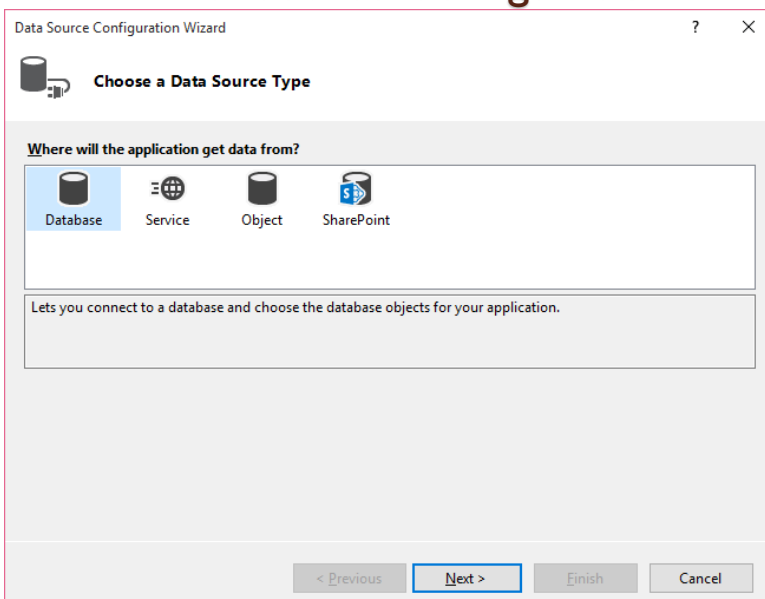 Data Source Configuration Wizard ? ×
Choose a Data Source Type
Where will the application get data from?
Database Service Object SharePoint
Lets you connect to a database and choose the database objects for your application.
< Previous Next > Finish Cancel